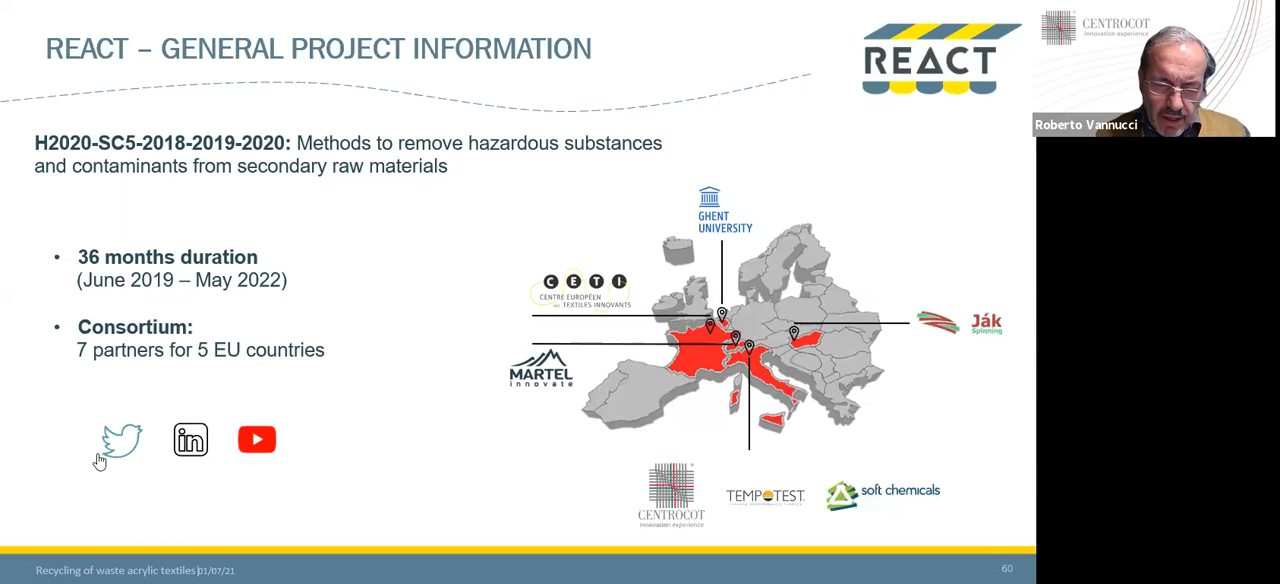 REACT – GENERAL PROJECT INFORMATION
REACT
CENTROCOT
Innovation experience
Roberto Vannucci
H2020-SC5-2018-2019-2020: Methods to remove hazardous substances
and contaminants from secondary raw materials
GHENT
UNIVERSITY
• 36 months duration
(June 2019 – May 2022)
CETI
CENTRE EUROPÉEN
DES TEXTILES INNOVANTS
Ják
Spinning
• Consortium:
7 partners for 5 EU countries
MARTEL
innovate
in
CENTROCOT
Innovation experience
TEMPOTEST
soft chemicals
Recycling of waste acrylic textiles|01/07/21
60